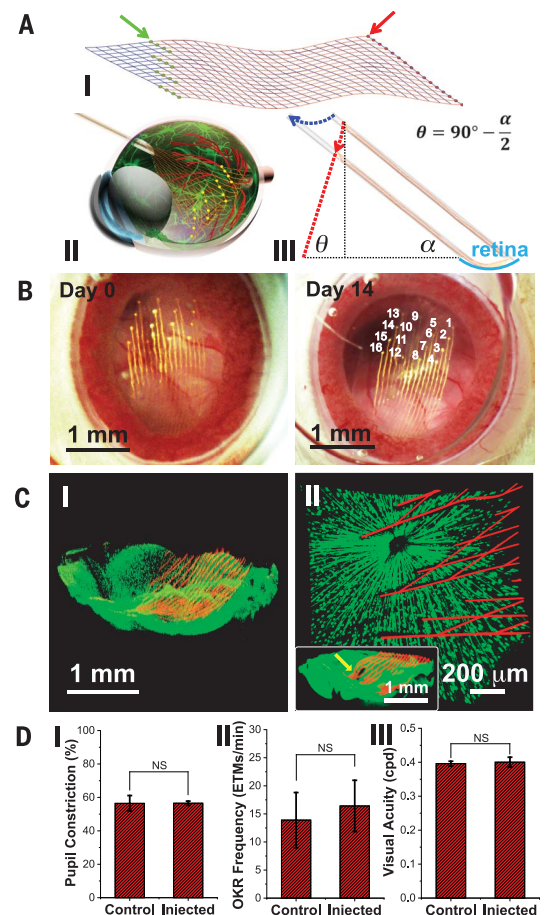 A
I
II
III
θ = 90° − α/2
θ
α
retina
B
Day 0
1 mm
Day 14
13 9
14 10 5 1
15 11 6 2
16 12 7 3
8 4
1 mm
C
I
1 mm
II
1 mm
200 μm
D
I
Pupil Constriction (%)
100
80
60
40
20
0
NS
Control Injected
II
OKR Frequency (ETMs/min)
30
25
20
15
10
5
0
NS
Control Injected
III
Visual Acuity (cpd)
0.5
0.4
0.3
0.2
0.1
0.0
NS
Control Injected